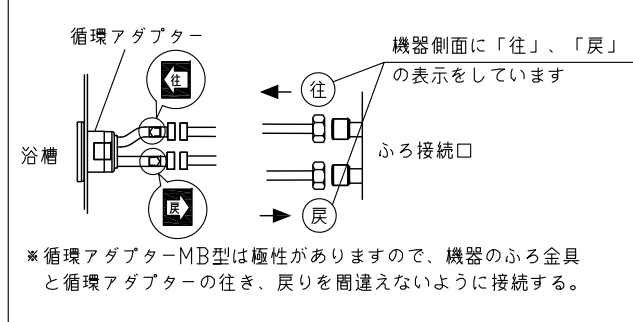 循環アダプター
機器側面に「往」、「戻」
の表示をしています
往
往
浴槽
ふろ接続口
戻
戻
※循環アダプターMB型は極性がありますので、機器のふろ金具
と循環アダプターの往き、戻りを間違えないように接続する。